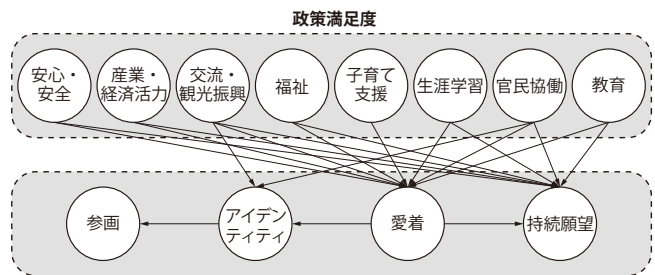 政策満足度
安心・
安全
産業・
経済活力
交流・
観光振興
福祉
子育て
支援
生涯学習
官民協働
教育
参画
アイデン
ティティ
愛着
持続願望